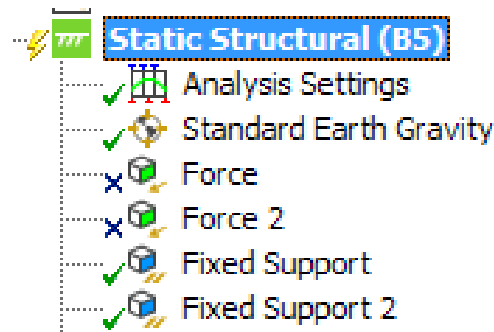 Static Structural (B5)
Analysis Settings
Standard Earth Gravity
Force
Force 2
Fixed Support
Fixed Support 2